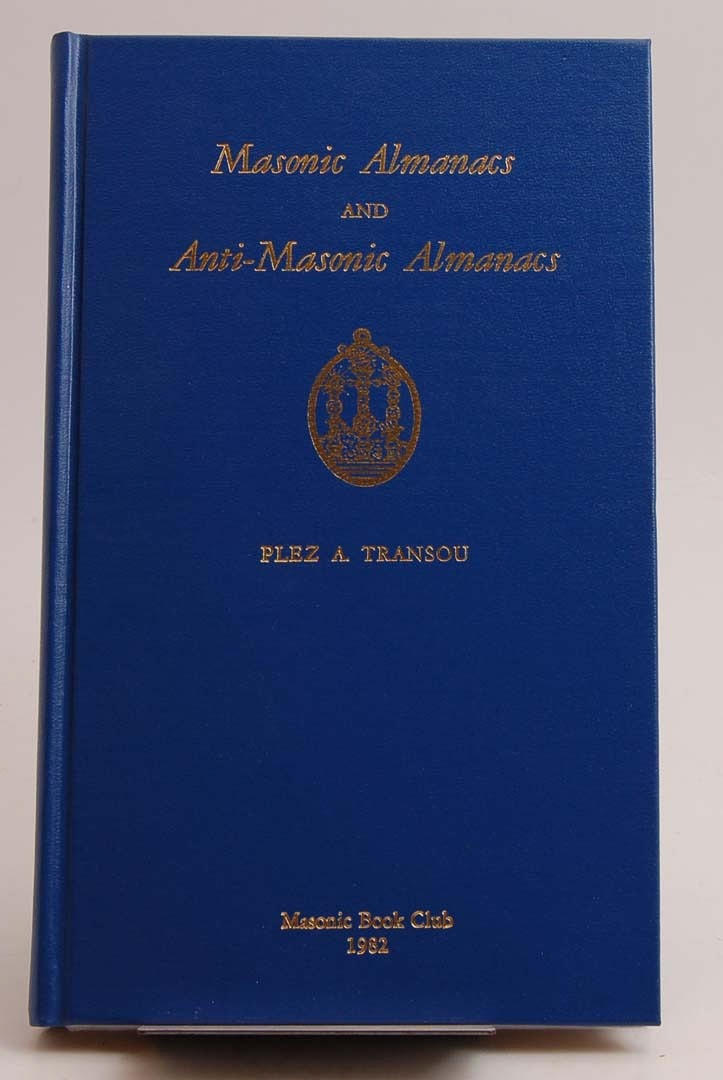 Masonic Almanacs
AND
Anti-Masonic Almanacs
PLEZ A. TRANSOU
Masonic Book Club
1982